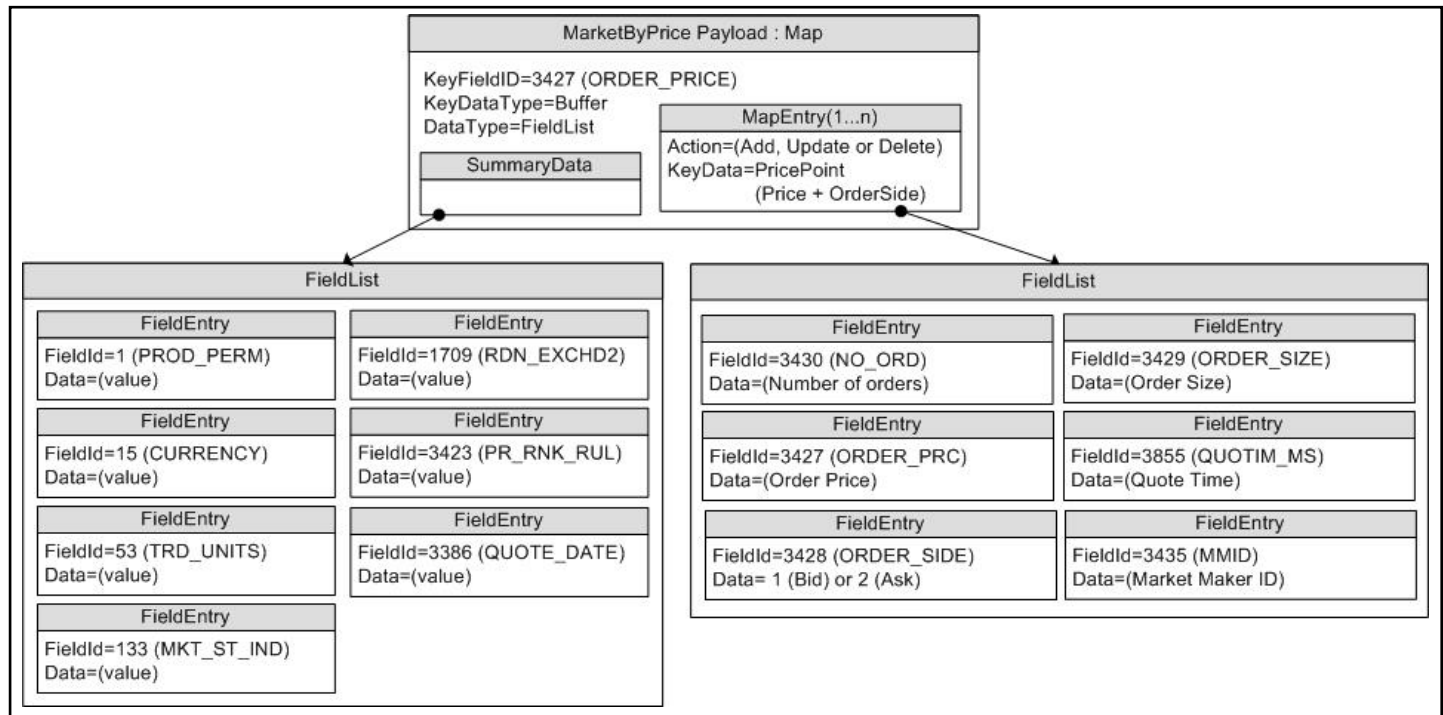 MarketByPrice Payload : Map
KeyFieldID=3427 (ORDER_PRICE)
KeyDataType=Buffer
DataType=FieldList
SummaryData
MapEntry(1...n)
Action=(Add, Update or Delete)
KeyData=PricePoint
(Price + OrderSide)
FieldList
FieldEntry
FieldId=1 (PROD_PERM)
Data=(value)
FieldEntry
FieldId=1709 (RDN_EXCHD2)
Data=(value)
FieldEntry
FieldId=15 (CURRENCY)
Data=(value)
FieldEntry
FieldId=3423 (PR_RNK_RUL)
Data=(value)
FieldEntry
FieldId=53 (TRD_UNITS)
Data=(value)
FieldEntry
FieldId=3386 (QUOTE_DATE)
Data=(value)
FieldEntry
FieldId=133 (MKT_ST_IND)
Data=(value)
FieldList
FieldEntry
FieldId=3430 (NO_ORD)
Data=(Number of orders)
FieldEntry
FieldId=3429 (ORDER_SIZE)
Data=(Order Size)
FieldEntry
FieldId=3427 (ORDER_PRC)
Data=(Order Price)
FieldEntry
FieldId=3855 (QUOTIM_MS)
Data=(Quote Time)
FieldEntry
FieldId=3428 (ORDER_SIDE)
Data= 1 (Bid) or 2 (Ask)
FieldEntry
FieldId=3435 (MMID)
Data=(Market Maker ID)